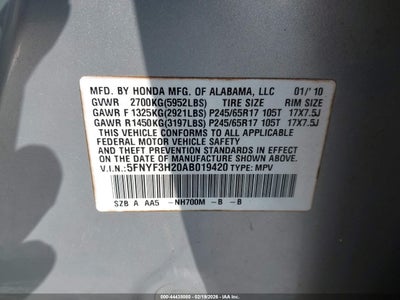 MFD. BY HONDA MFG. OF ALABAMA, LLC 01/'10
GVWR 2700KG(5952LBS) TIRE SIZE RIM SIZE
GAWR F 1325KG(2921LBS) P245/65R17 105T 17X7.5J
GAWR R1450KG(3197LBS) P245/65R17 105T 17X7.5J
THIS VEHICLE CONFORMS TO ALL APPLICABLE
FEDERAL MOTOR VEHICLE SAFETY
AND THEFT PREVENTION STANDARDS IN EFFECT
ON THE DATE OF MANUFACTURE SHOWN ABOVE.
V.I.N.:5FNYF3H20AB019420 TYPE: MPV
SZB A AA5 -NH700M -B -B
000-44438080 - 02/19/2026 - IAA Inc.